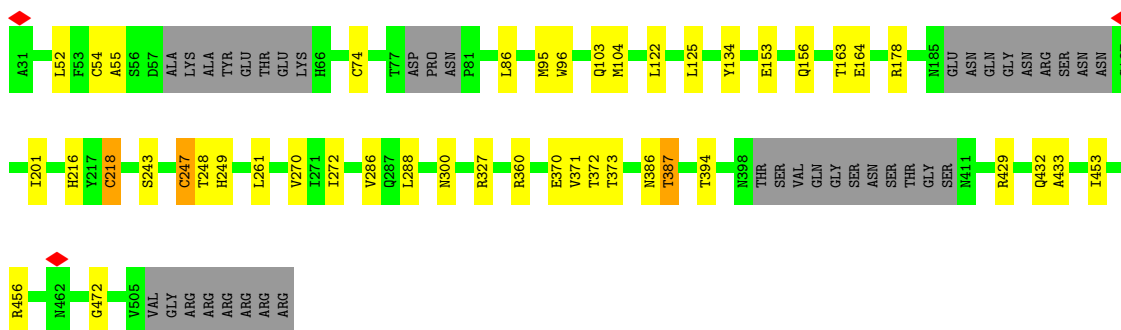 A31 L52 F53 C54 A55 S56 D57 ALA LYS ALA TYR GLU THR GLU LYS H66 C74 T77 ASP PRO ASN P81 L86 M95 W96 Q103 M104 L122 L125 Y134 E153 Q156 T163 E164 R178 N185 GLU ASN GLN GLY ASN ARG SER ASN ASN
I201 H216 Y217 C218 S243 C247 T248 H249 L261 V270 I271 I272 V286 Q287 L288 N300 R327 R360 E370 V371 T372 T373 N386 T387 T394 N398 THR SER VAL GLN GLY SER ASN SER THR GLY SER N411 R429 Q432 A433 I453
R456 N462 G472 V505 VAL GLY ARG ARG ARG ARG ARG ARG